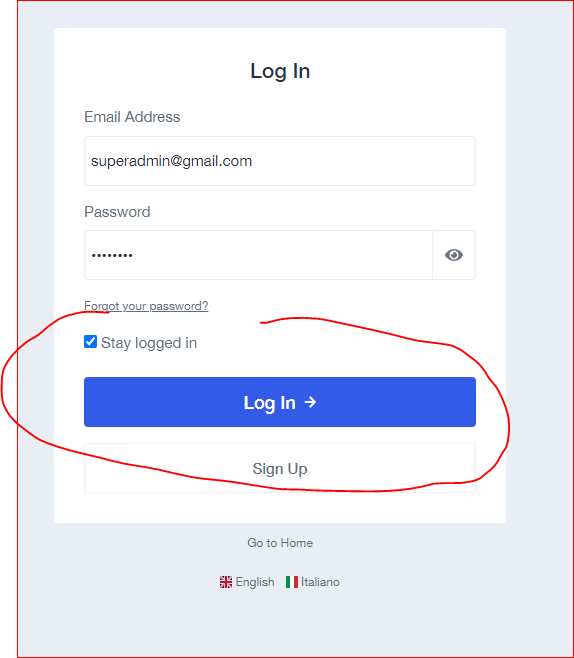 Log In
Email Address
superadmin@gmail.com
Password
••••••••
Forgot your password?
Stay logged in
Log In →
Sign Up
Go to Home
English Italiano